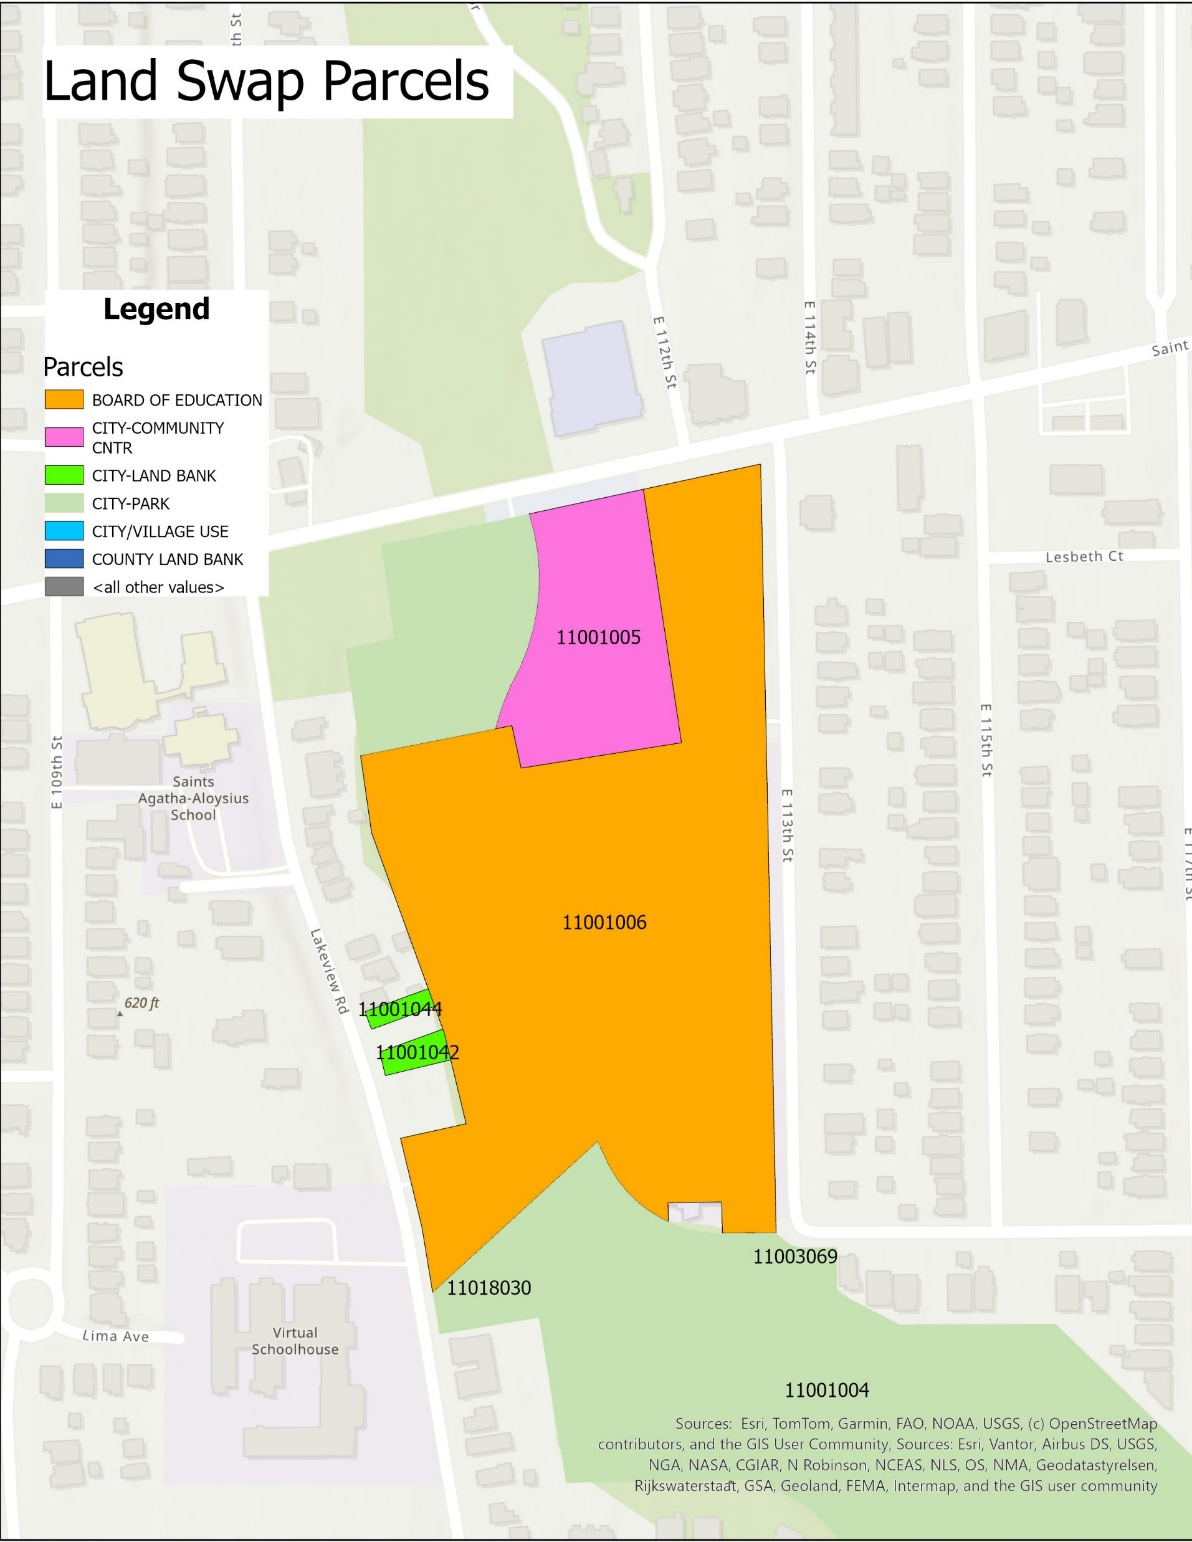 Land Swap Parcels
th St
Legend
Parcels
BOARD OF EDUCATION
CITY-COMMUNITY
CNTR
CITY-LAND BANK
CITY-PARK
CITY/VILLAGE USE
COUNTY LAND BANK
<all other values>
E 112th St
E 114th St
Saint
Lesbeth Ct
11001005
E 109th St
Saints
Agatha-Aloysius
School
E 115th St
E 113th St
E 117th St
11001006
Lakeview Rd
620 ft
11001044
11001042
11003069
11018030
Lima Ave
Virtual
Schoolhouse
11001004
Sources: Esri, TomTom, Garmin, FAO, NOAA, USGS, (c) OpenStreetMap
contributors, and the GIS User Community, Sources: Esri, Vantor, Airbus DS, USGS,
NGA, NASA, CGIAR, N Robinson, NCEAS, NLS, OS, NMA, Geodatastyrelsen,
Rijkswaterstaat, GSA, Geoland, FEMA, Intermap, and the GIS user community